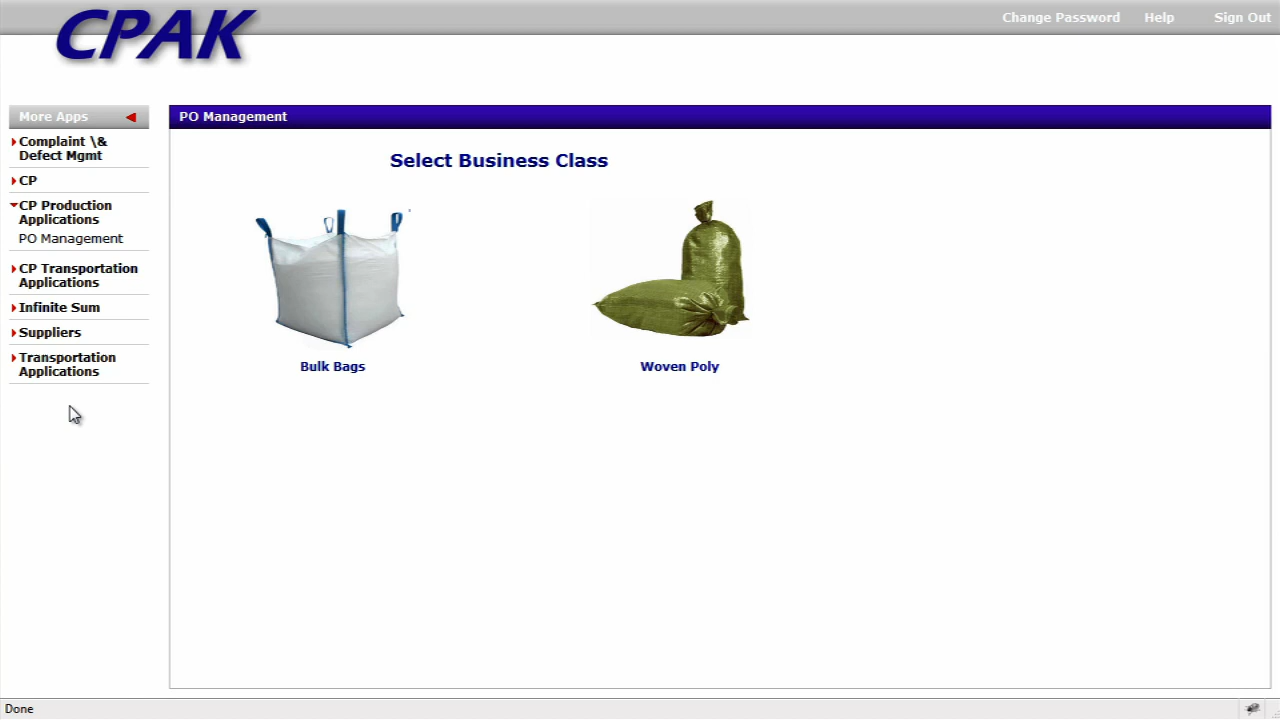 CPAK
Change Password Help Sign Out
More Apps
Complaint \&
Defect Mgmt
CP
CP Production
Applications
PO Management
CP Transportation
Applications
Infinite Sum
Suppliers
Transportation
Applications
PO Management
Select Business Class
Bulk Bags
Woven Poly
Done